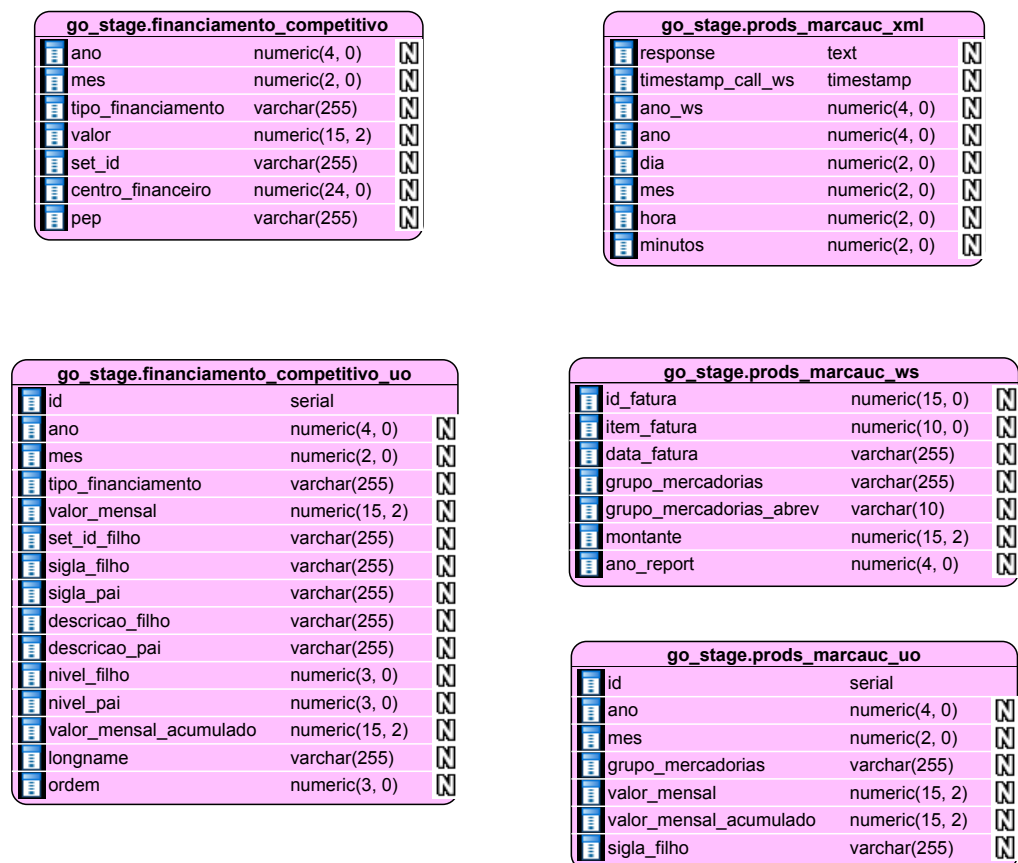 go_stage.financiamento_competitivo
ano numeric(4, 0) N
mes numeric(2, 0) N
tipo_financiamento varchar(255) N
valor numeric(15, 2) N
set_id varchar(255) N
centro_financeiro numeric(24, 0) N
pep varchar(255) N
go_stage.prods_marcauc_xml
response text N
timestamp_call_ws timestamp N
ano_ws numeric(4, 0) N
ano numeric(4, 0) N
dia numeric(2, 0) N
mes numeric(2, 0) N
hora numeric(2, 0) N
minutos numeric(2, 0) N
go_stage.financiamento_competitivo_uo
id serial
ano numeric(4, 0) N
mes numeric(2, 0) N
tipo_financiamento varchar(255) N
valor_mensal numeric(15, 2) N
set_id_filho varchar(255) N
sigla_filho varchar(255) N
sigla_pai varchar(255) N
descricao_filho varchar(255) N
descricao_pai varchar(255) N
nivel_filho numeric(3, 0) N
nivel_pai numeric(3, 0) N
valor_mensal_acumulado numeric(15, 2) N
longname varchar(255) N
ordem numeric(3, 0) N
go_stage.prods_marcauc_ws
id_fatura numeric(15, 0) N
item_fatura numeric(10, 0) N
data_fatura varchar(255) N
grupo_mercadorias varchar(255) N
grupo_mercadorias_abrev varchar(10) N
montante numeric(15, 2) N
ano_report numeric(4, 0) N
go_stage.prods_marcauc_uo
id serial
ano numeric(4, 0) N
mes numeric(2, 0) N
grupo_mercadorias varchar(255) N
valor_mensal numeric(15, 2) N
valor_mensal_acumulado numeric(15, 2) N
sigla_filho varchar(255) N